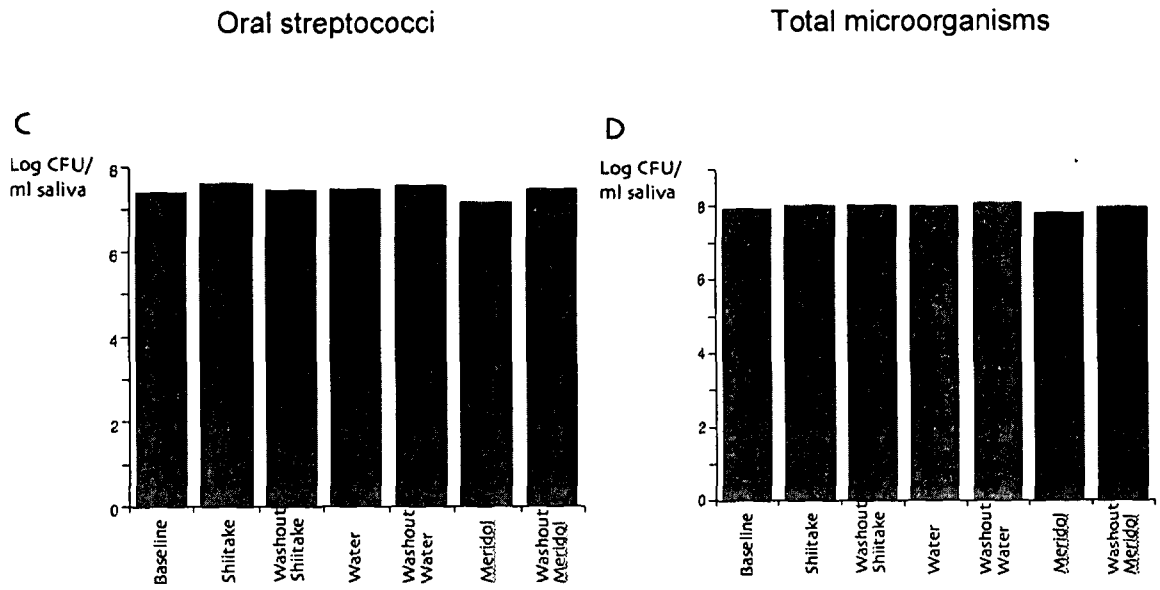 Oral streptococci
Total microorganisms
C
Log CFU/
ml saliva
8
6
4
2
0
Baseline
Shiitake
Washout
Shiitake
Water
Washout
Water
Meridol
Washout
Meridol
D
Log CFU/
ml saliva
8
6
4
2
0
Baseline
Shiitake
Washout
Shiitake
Water
Washout
Water
Meridol
Washout
Meridol